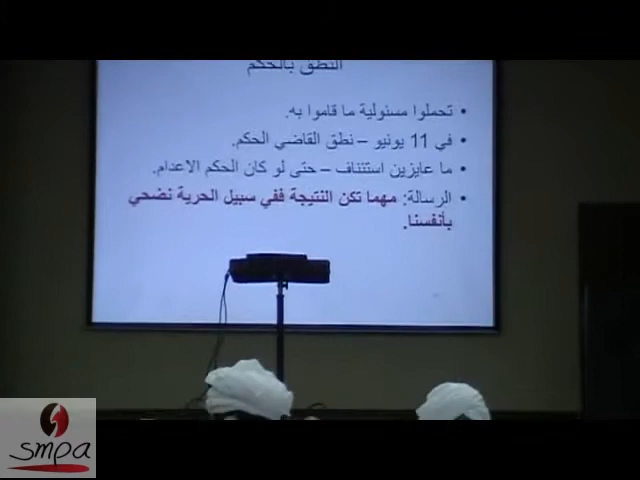 النطق بالحكم
• تحملوا مسئولية ما قاموا به.
• في 11 يونيو – نطق القاضي الحكم.
• ما عايزين استئناف – حتى لو كان الحكم الاعدام.
• الرسالة: مهما تكن النتيجة ففي سبيل الحرية نضحي
بأنفسنا.
smpa